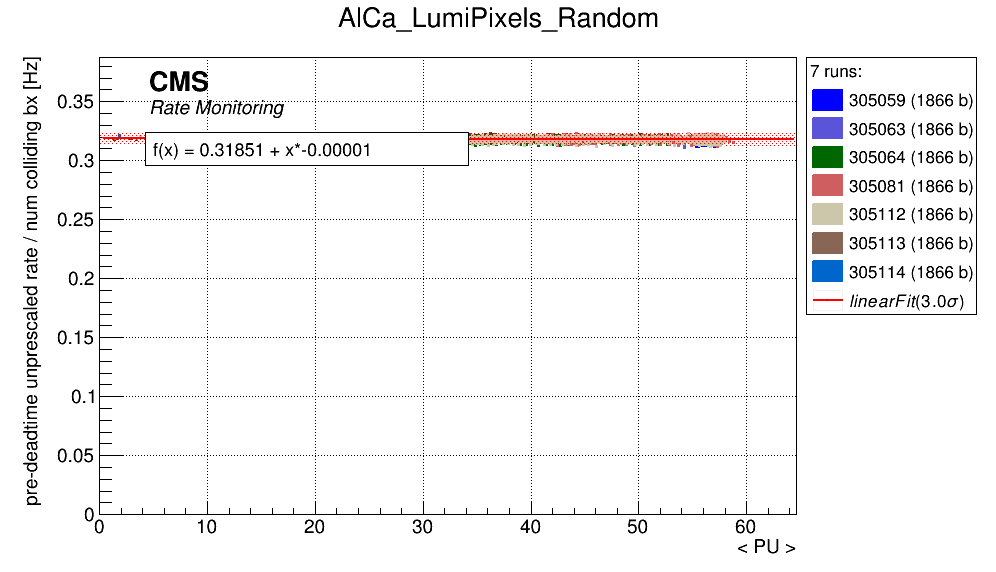 AlCa_LumiPixels_Random
pre-deadtime unprescaled rate / num colliding bx [Hz]
CMS
Rate Monitoring
f(x) = 0.31851 + x*-0.00001
0.35
0.3
0.25
0.2
0.15
0.1
0.05
0
0 10 20 30 40 50 60
< PU >
7 runs:
305059 (1866 b)
305063 (1866 b)
305064 (1866 b)
305081 (1866 b)
305112 (1866 b)
305113 (1866 b)
305114 (1866 b)
linearFit(3.0σ)